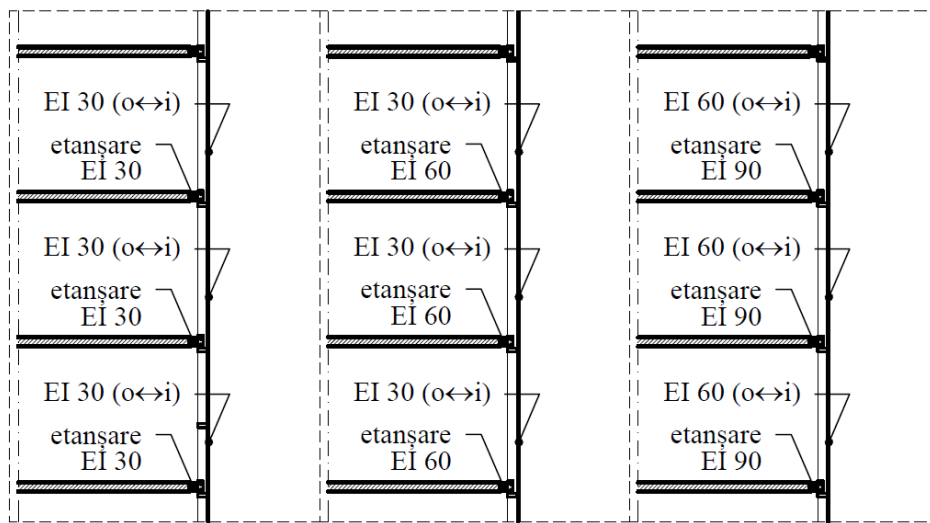 EI 30 (o↔i)
etanșare
EI 30
EI 30 (o↔i)
etanșare
EI 30
EI 30 (o↔i)
etanșare
EI 30
EI 30 (o↔i)
etanșare
EI 60
EI 30 (o↔i)
etanșare
EI 60
EI 30 (o↔i)
etanșare
EI 60
EI 60 (o↔i)
etanșare
EI 90
EI 60 (o↔i)
etanșare
EI 90
EI 60 (o↔i)
etanșare
EI 90